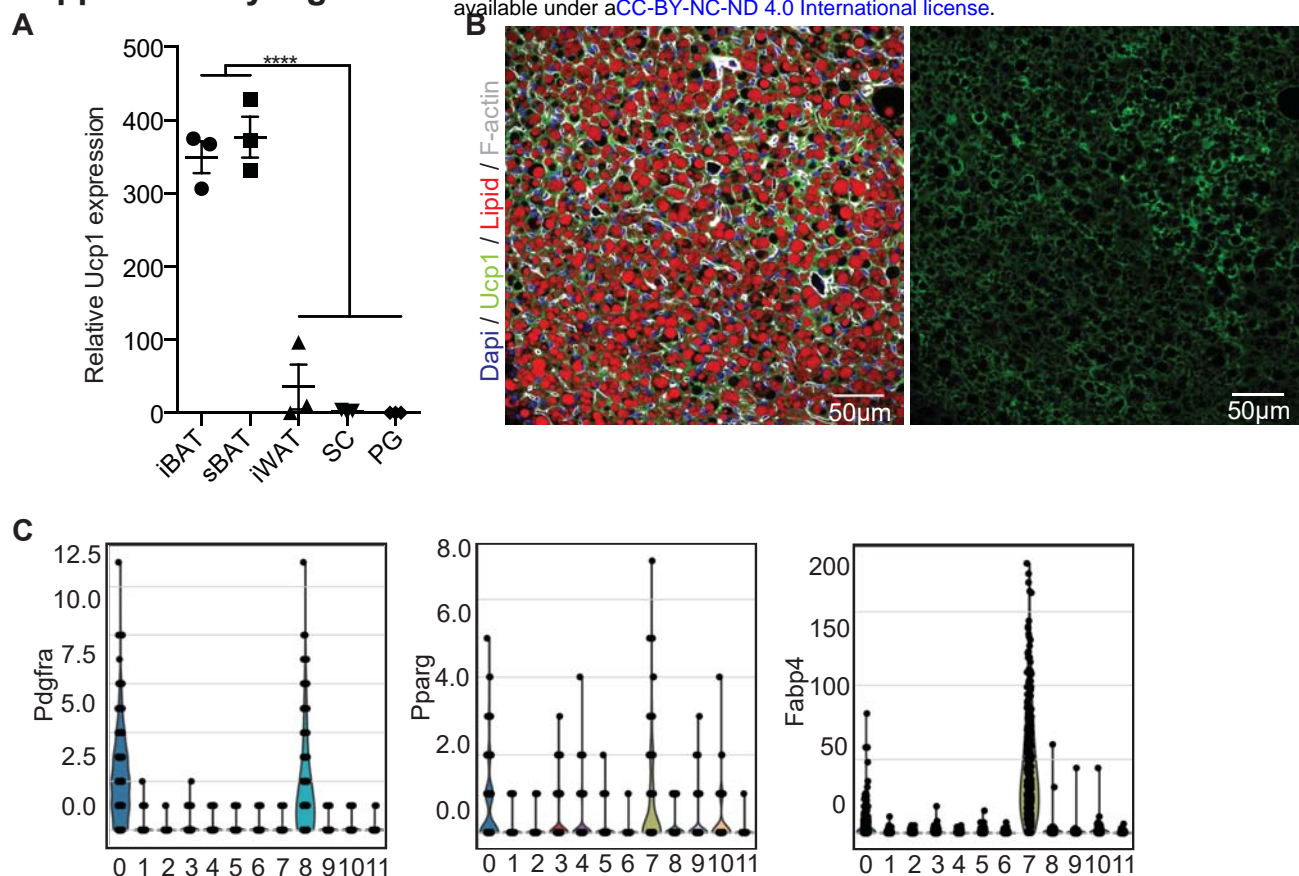 available under aCC-BY-NC-ND 4.0 International license.
A
B
Relative Ucp1 expression
500
400
300
200
100
0
****
iBAT
sBAT
iWAT
SC
PG
Dapi / Ucp1 / Lipid / F-actin
50µm
50µm
C
Pdgfra
12.5
10.0
7.5
5.0
2.5
0.0
0 1 2 3 4 5 6 7 8 9 10 11
Pparg
8.0
6.0
4.0
2.0
0.0
0 1 2 3 4 5 6 7 8 9 10 11
Fabp4
200
150
100
50
0
0 1 2 3 4 5 6 7 8 9 10 11